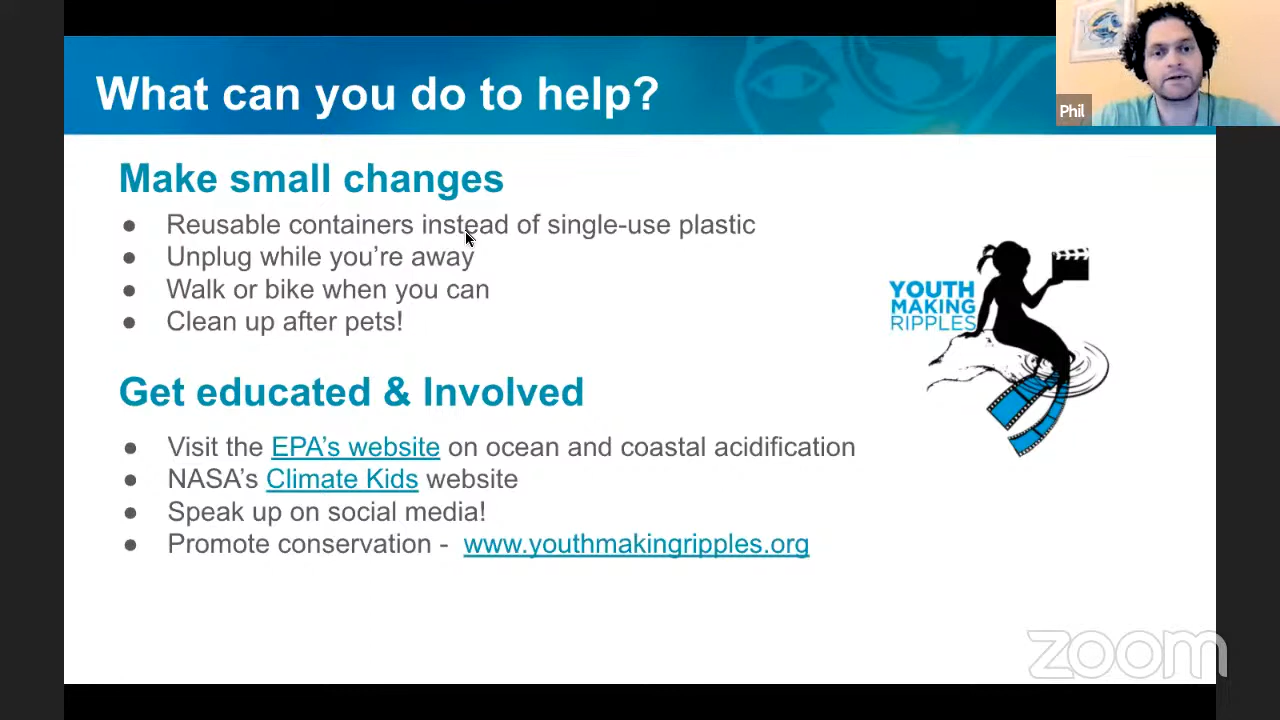 What can you do to help?
Phil
Make small changes
● Reusable containers instead of single-use plastic
● Unplug while you're away
● Walk or bike when you can
● Clean up after pets!
YOUTH
MAKING
RIPPLES
Get educated & Involved
● Visit the EPA's website on ocean and coastal acidification
● NASA's Climate Kids website
● Speak up on social media!
● Promote conservation - www.youthmakingripples.org
zoom